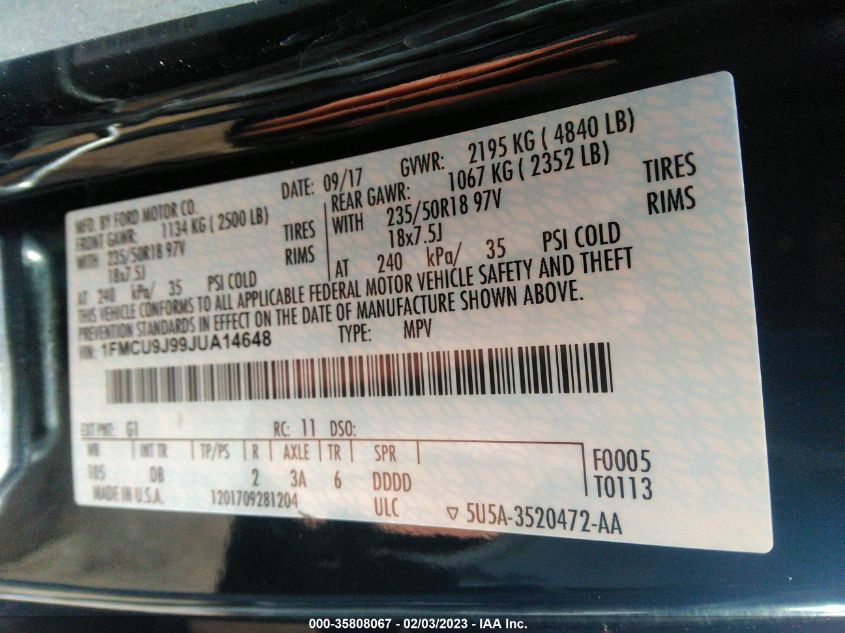 MFD. BY FORD MOTOR CO. DATE: 09/17 GVWR: 2195 KG ( 4840 LB)
FRONT GAWR: 1134 KG ( 2500 LB) REAR GAWR: 1067 KG ( 2352 LB)
WITH 235/50R18 97V TIRES WITH 235/50R18 97V TIRES
18x7.5J RIMS 18x7.5J RIMS
AT 240 kPa/ 35 PSI COLD AT 240 kPa/ 35 PSI COLD
THIS VEHICLE CONFORMS TO ALL APPLICABLE FEDERAL MOTOR VEHICLE SAFETY AND THEFT
PREVENTION STANDARDS IN EFFECT ON THE DATE OF MANUFACTURE SHOWN ABOVE.
VIN: 1FMCU9J99JUA14648 TYPE: MPV
EXT PNT: G1 RC: 11 DSO:
WB INT TR TP/PS R AXLE TR SPR F0005
105 DB 2 3A 6 DDDD T0113
MADE IN U.S.A. 1201709281204 ULC ▽ 5U5A-3520472-AA
000-35808067 - 02/03/2023 - IAA Inc.